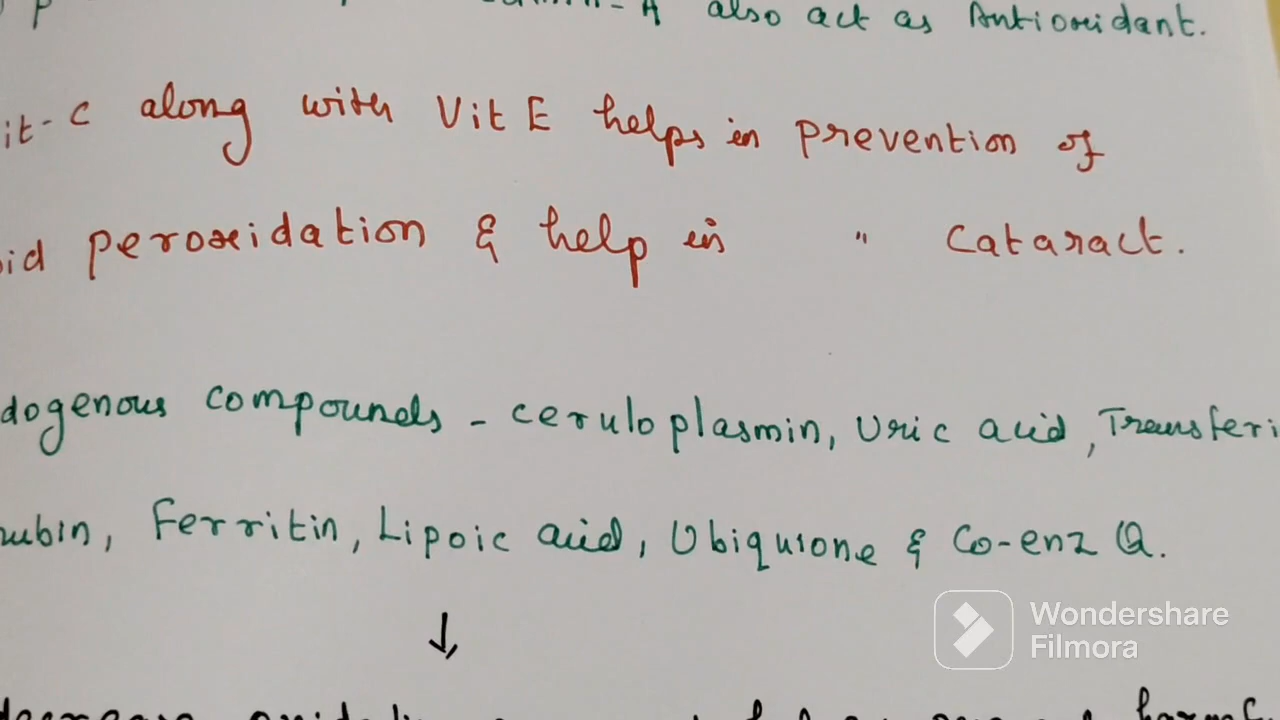 A also act as Antioxidant.
it-C along with Vit E helps in prevention of
id peroxidation & help in " Cataract.
dogenous compounds - ceruloplasmin, Uric acid, Transferi
rubin, Ferritin, Lipoic acid, Ubiquione & Co-enz Q.
↓
Wondershare
Filmora